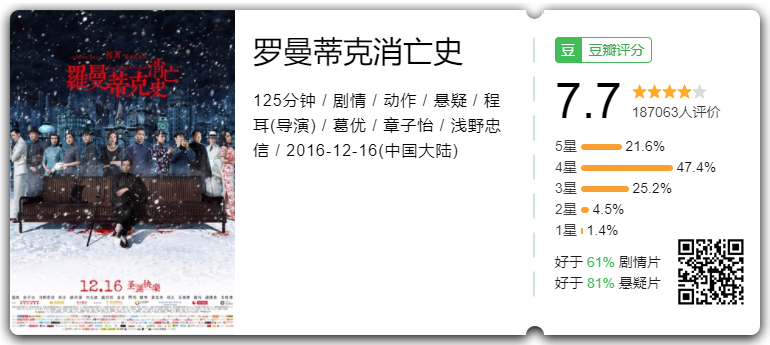 程耳
羅曼蒂克消亡史
12.16 圣诞快樂
罗曼蒂克消亡史
125分钟 / 剧情 / 动作 / 悬疑 / 程
耳(导演) / 葛优 / 章子怡 / 浅野忠
信 / 2016-12-16(中国大陆)
豆 豆瓣评分
7.7
187063人评价
5星 21.6%
4星 47.4%
3星 25.2%
2星 4.5%
1星 1.4%
好于 61% 剧情片
好于 81% 悬疑片